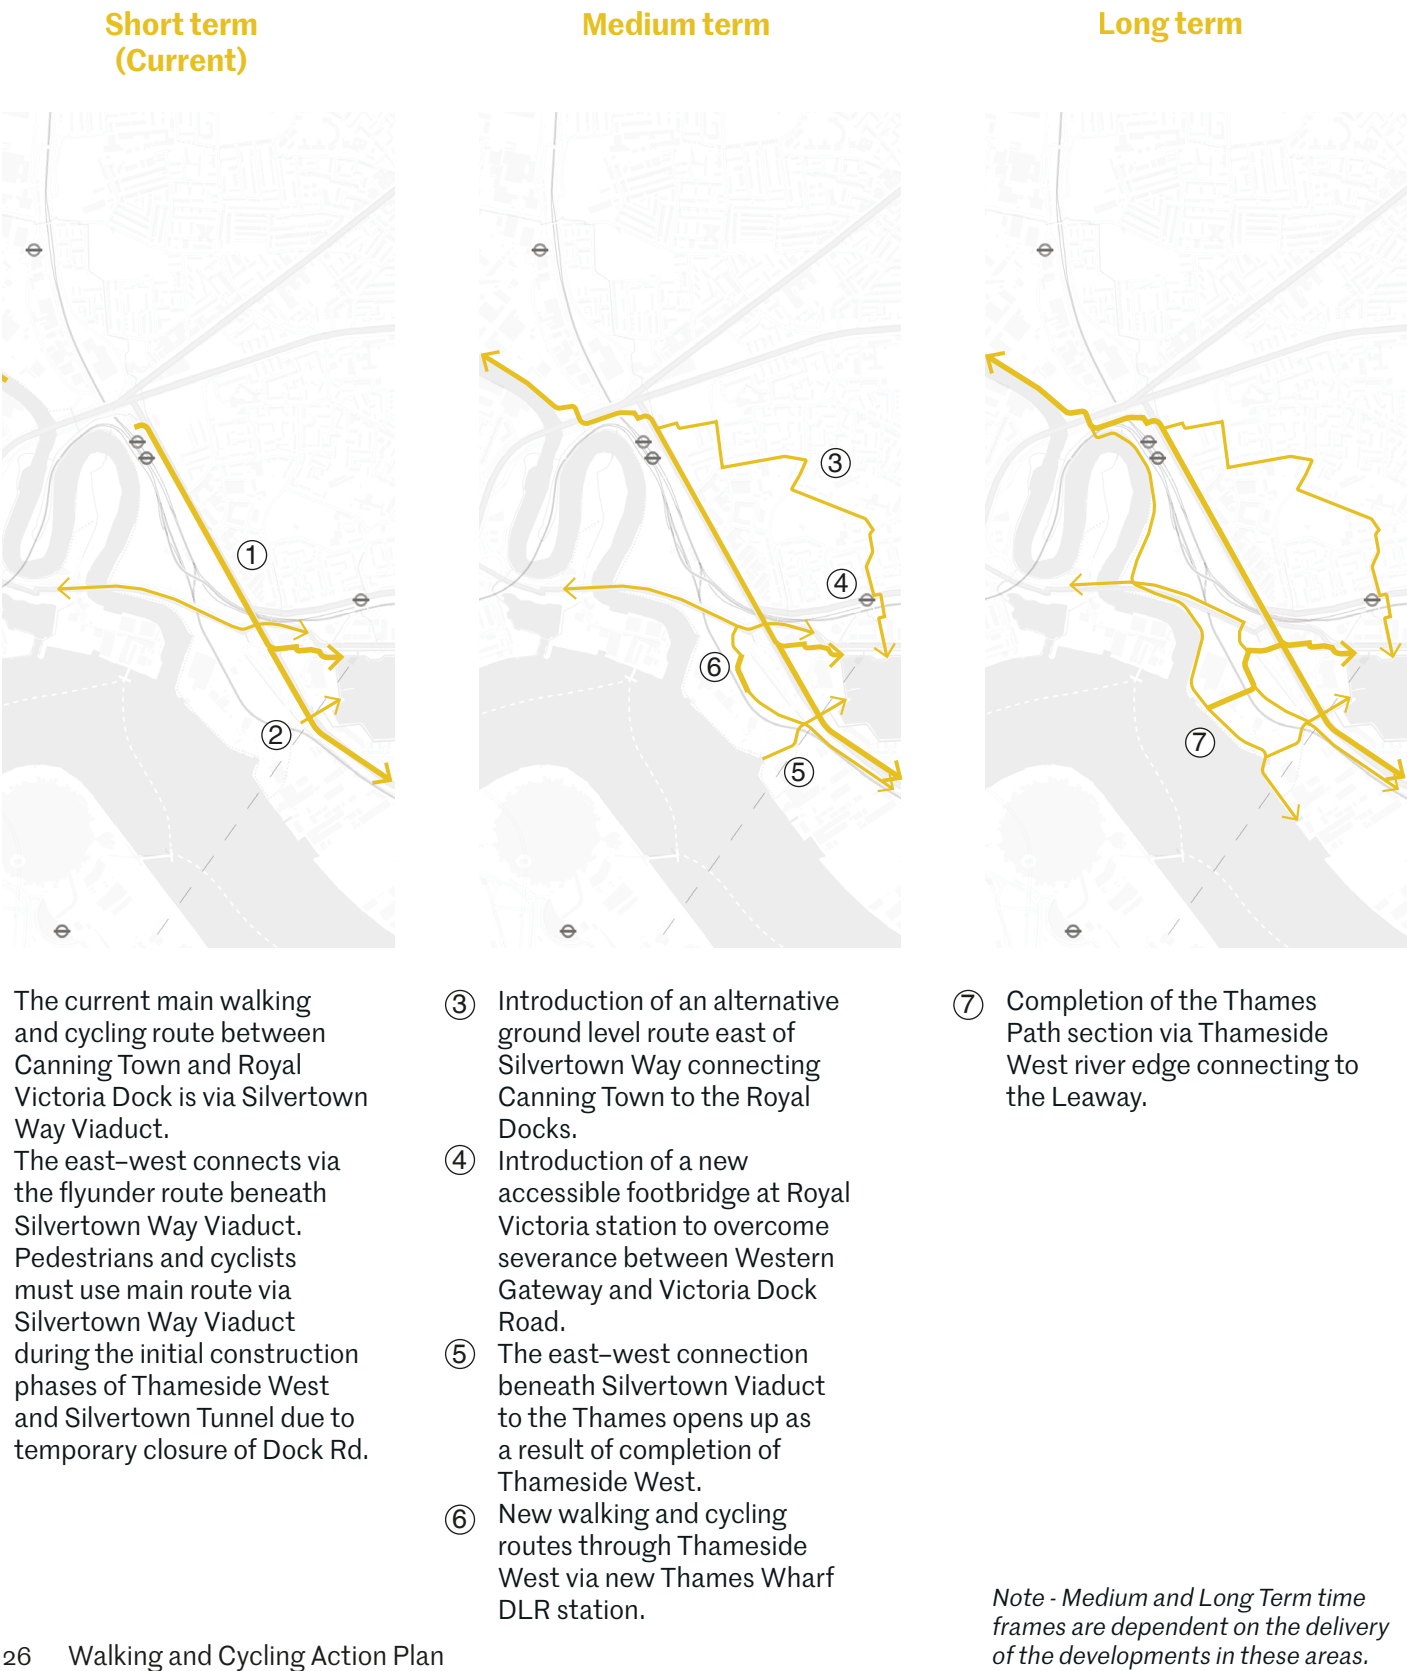 Short term
(Current)
Medium term
Long term
1
2
3
4
6
5
7
The current main walking
and cycling route between
Canning Town and Royal
Victoria Dock is via Silvertown
Way Viaduct.
The east–west connects via
the flyunder route beneath
Silvertown Way Viaduct.
Pedestrians and cyclists
must use main route via
Silvertown Way Viaduct
during the initial construction
phases of Thameside West
and Silvertown Tunnel due to
temporary closure of Dock Rd.
3 Introduction of an alternative
ground level route east of
Silvertown Way connecting
Canning Town to the Royal
Docks.
4 Introduction of a new
accessible footbridge at Royal
Victoria station to overcome
severance between Western
Gateway and Victoria Dock
Road.
5 The east–west connection
beneath Silvertown Viaduct
to the Thames opens up as
a result of completion of
Thameside West.
6 New walking and cycling
routes through Thameside
West via new Thames Wharf
DLR station.
7 Completion of the Thames
Path section via Thameside
West river edge connecting to
the Leaway.
Note - Medium and Long Term time
frames are dependent on the delivery
of the developments in these areas.
26 Walking and Cycling Action Plan